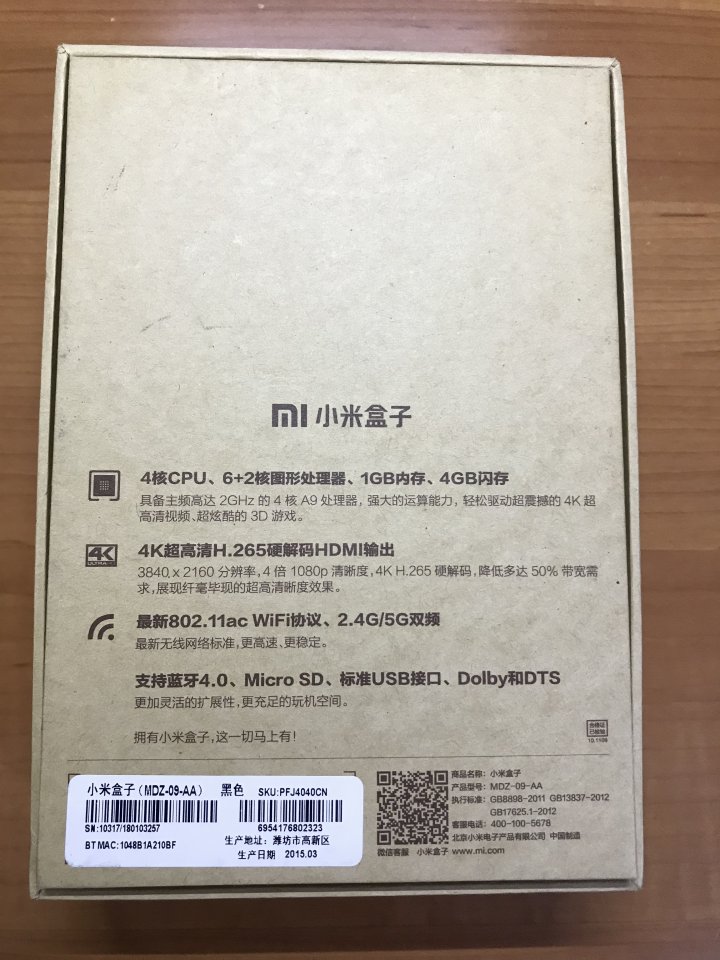 mi 小米盒子
4核CPU、6+2核图形处理器、1GB内存、4GB闪存
具备主频高达 2GHz 的 4 核 A9 处理器，强大的运算能力，轻松驱动超震撼的 4K 超
高清视频、超炫酷的 3D 游戏。
4K
ULTRA HD
4K超高清H.265硬解码HDMI输出
3840 x 2160 分辨率，4 倍 1080p 清晰度，4K H.265 硬解码，降低多达 50% 带宽需
求，展现纤毫毕现的超高清晰度效果。
最新802.11ac WiFi协议、2.4G/5G双频
最新无线网络标准，更高速、更稳定。
支持蓝牙4.0、Micro SD、标准USB接口、Dolby和DTS
更加灵活的扩展性，更充足的玩机空间。
拥有小米盒子，这一切马上有！
合格证
已检验
小米盒子（MDZ-09-AA） 黑色 SKU:PFJ4040CN
SN:10317/180103257
6954176802323
BT MAC:1048B1A210BF
生产地址：潍坊市高新区
生产日期 2015.03
商品名称：小米盒子
产品型号：MDZ-09-AA
执行标准：GB8898-2011 GB13837-2012
GB17625.1-2012
客服电话：400-100-5678
北京小米电子产品有限公司 中国制造
微信客服 小米盒子 www.mi.com